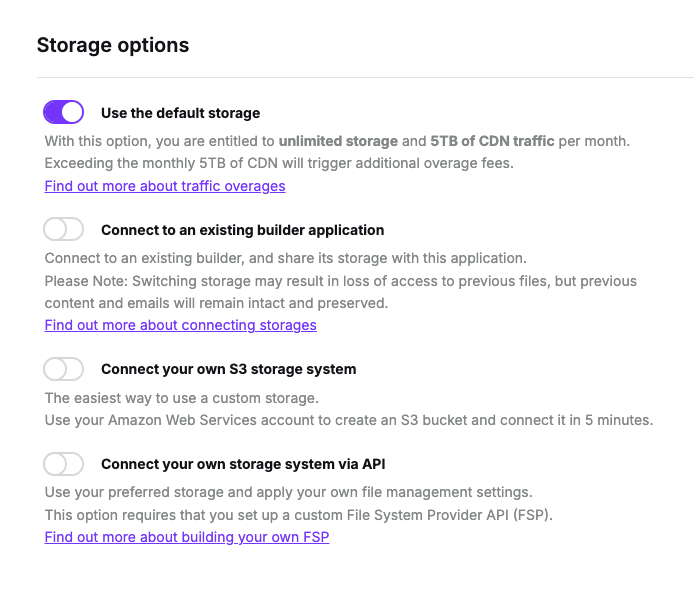 Storage options
Use the default storage
With this option, you are entitled to unlimited storage and 5TB of CDN traffic per month.
Exceeding the monthly 5TB of CDN will trigger additional overage fees.
Find out more about traffic overages
Connect to an existing builder application
Connect to an existing builder, and share its storage with this application.
Please Note: Switching storage may result in loss of access to previous files, but previous
content and emails will remain intact and preserved.
Find out more about connecting storages
Connect your own S3 storage system
The easiest way to use a custom storage.
Use your Amazon Web Services account to create an S3 bucket and connect it in 5 minutes.
Connect your own storage system via API
Use your preferred storage and apply your own file management settings.
This option requires that you set up a custom File System Provider API (FSP).
Find out more about building your own FSP